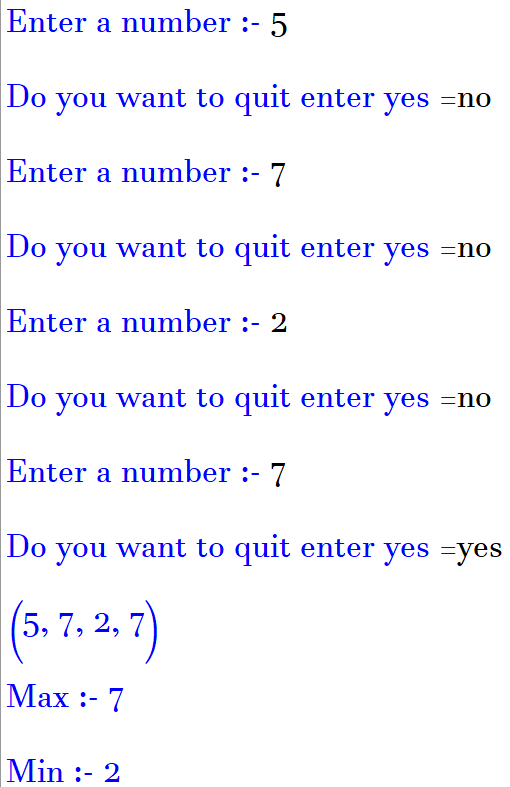 Enter a number :- 5
Do you want to quit enter yes =no
Enter a number :- 7
Do you want to quit enter yes =no
Enter a number :- 2
Do you want to quit enter yes =no
Enter a number :- 7
Do you want to quit enter yes =yes
(5, 7, 2, 7)
Max :- 7
Min :- 2